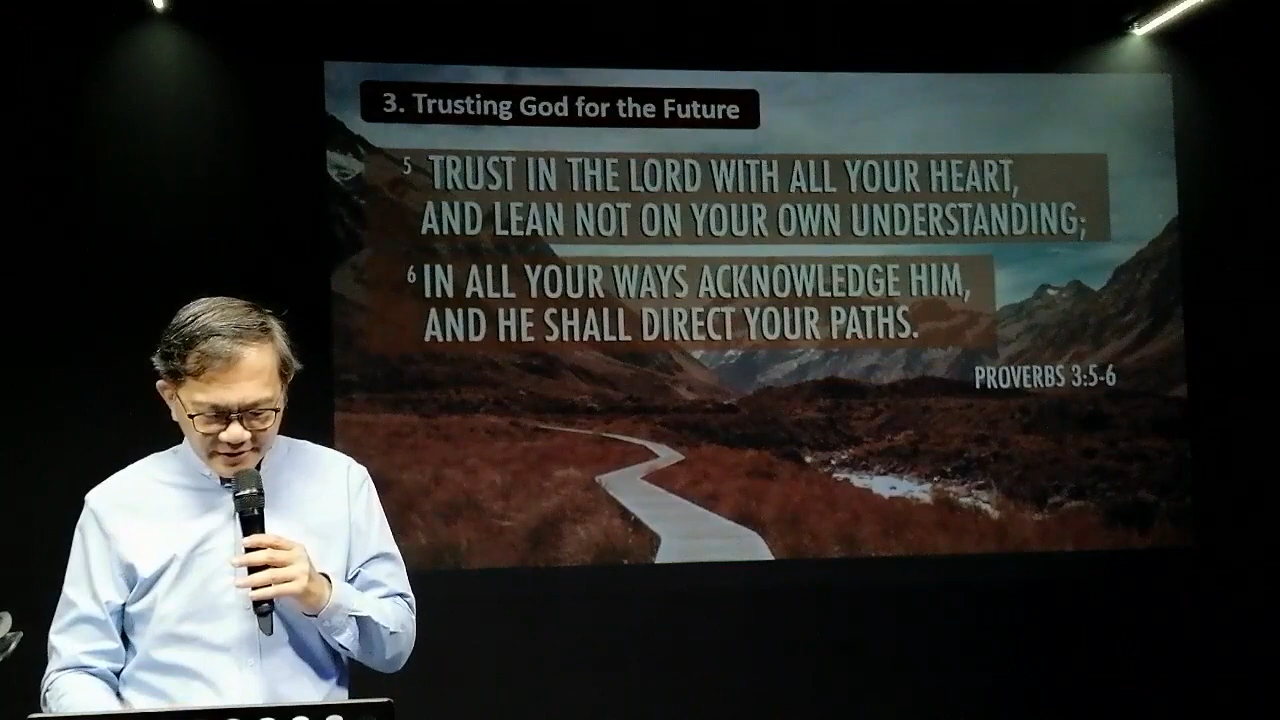 3. Trusting God for the Future
5 TRUST IN THE LORD WITH ALL YOUR HEART,
AND LEAN NOT ON YOUR OWN UNDERSTANDING;
6 IN ALL YOUR WAYS ACKNOWLEDGE HIM,
AND HE SHALL DIRECT YOUR PATHS.
PROVERBS 3:5-6